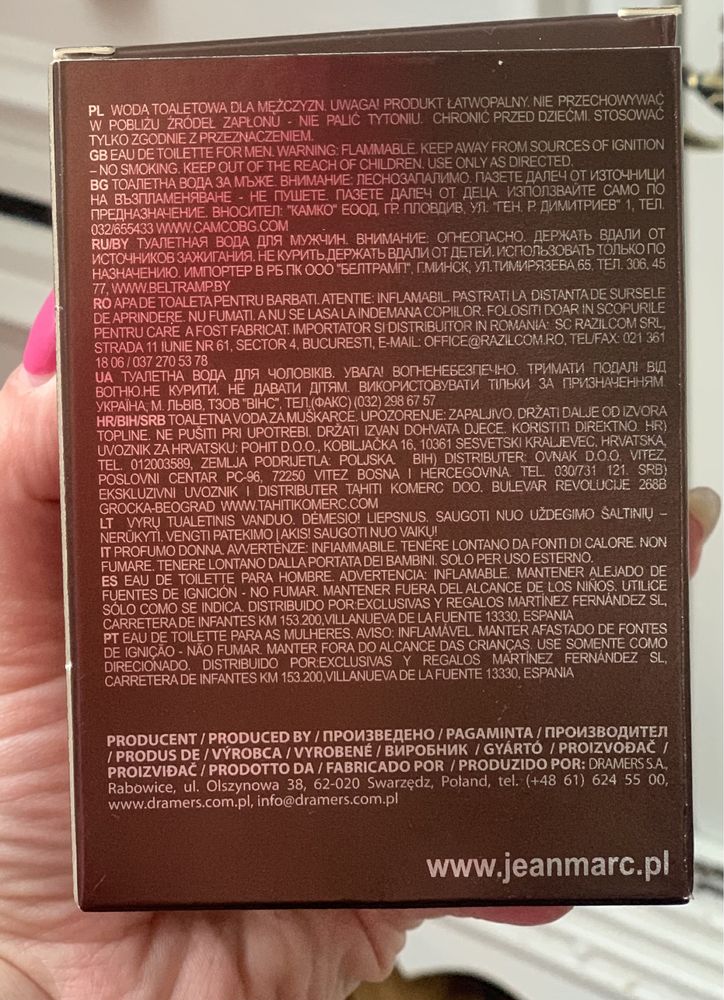 PL WODA TOALETOWA DLA MĘŻCZYZN. UWAGA! PRODUKT ŁATWOPALNY. NIE PRZECHOWYWAĆ
W POBLIŻU ŹRÓDEŁ ZAPŁONU - NIE PALIĆ TYTONIU. CHRONIĆ PRZED DZIEĆMI. STOSOWAĆ
TYLKO ZGODNIE Z PRZEZNACZENIEM.
GB EAU DE TOILETTE FOR MEN. WARNING: FLAMMABLE. KEEP AWAY FROM SOURCES OF IGNITION
– NO SMOKING. KEEP OUT OF THE REACH OF CHILDREN. USE ONLY AS DIRECTED.
BG ТОАЛЕТНА ВОДА ЗА МЪЖЕ. ВНИМАНИЕ: ЛЕСНОЗАПАЛИМО. ПАЗЕТЕ ДАЛЕЧ ОТ ИЗТОЧНИЦИ
НА ВЪЗПЛАМЕНЯВАНЕ - НЕ ПУШЕТЕ. ПАЗЕТЕ ДАЛЕЧ ОТ ДЕЦА. ИЗПОЛЗВАЙТЕ САМО ПО
ПРЕДНАЗНАЧЕНИЕ. ВНОСИТЕЛ: "КАМКО" ЕООД, ГР. ПЛОВДИВ, УЛ. "ГЕН. Р. ДИМИТРИЕВ" 1, ТЕЛ.
032/655433 WWW.CAMCOBG.COM
RU/BY ТУАЛЕТНАЯ ВОДА ДЛЯ МУЖЧИН. ВНИМАНИЕ: ОГНЕОПАСНО. ДЕРЖАТЬ ВДАЛИ ОТ
ИСТОЧНИКОВ ЗАЖИГАНИЯ. НЕ КУРИТЬ. ДЕРЖАТЬ ВДАЛИ ОТ ДЕТЕЙ. ИСПОЛЬЗОВАТЬ ТОЛЬКО ПО
НАЗНАЧЕНИЮ. ИМПОРТЕР В РБ ПК ООО "БЕЛТРАМП", Г.МИНСК, УЛ.ТИМИРЯЗЕВА 65, ТЕЛ. 306, 45
77, WWW.BELTRAMP.BY
RO APA DE TOALETA PENTRU BARBATI. ATENTIE: INFLAMABIL. PASTRATI LA DISTANTA DE SURSELE
DE APRINDERE. NU FUMATI. A NU SE LASA LA INDEMANA COPIILOR. FOLOSITI DOAR IN SCOPURILE
PENTRU CARE A FOST FABRICAT. IMPORTATOR SI DISTRIBUITOR IN ROMANIA: SC RAZILCOM SRL,
STRADA 11 IUNIE NR 61, SECTOR 4, BUCURESTI, E-MAIL: OFFICE@RAZILCOM.RO, TEL/FAX: 021 361
18 06 / 037 270 53 78
UA ТУАЛЕТНА ВОДА ДЛЯ ЧОЛОВІКІВ. УВАГА! ВОГНЕНЕБЕЗПЕЧНО. ТРИМАТИ ПОДАЛІ ВІД
ВОГНЮ.НЕ КУРИТИ. НЕ ДАВАТИ ДІТЯМ. ВИКОРИСТОВУВАТИ ТІЛЬКИ ЗА ПРИЗНАЧЕННЯМ.
УКРАЇНА, М. ЛЬВІВ, ТЗОВ "ВІНС", ТЕЛ.(ФАКС) (032) 298 67 57
HR/BIH/SRB TOALETNA VODA ZA MUŠKARCE. UPOZORENJE: ZAPALJIVO. DRŽATI DALJE OD IZVORA
TOPLINE. NE PUŠITI PRI UPOTREBI. DRŽATI IZVAN DOHVATA DJECE. KORISTITI DIREKTNO. HR)
UVOZNIK ZA HRVATSKU: POHIT D.O.O., KOBILJAČKA 16, 10361 SESVETSKI KRALJEVEC, HRVATSKA,
TEL. 012003589, ZEMLJA PODRIJETLA: POLJSKA BIH) DISTRIBUTER: OVNAK D.O.O. VITEZ,
POSLOVNI CENTAR PC-96, 72250 VITEZ BOSNA I HERCEGOVINA. TEL. 030/731 121. SRB)
EKSKLUZIVNI UVOZNIK I DISTRIBUTER TAHITI KOMERC DOO. BULEVAR REVOLUCIJE 268B
GROCKA-BEOGRAD WWW.TAHITIKOMERC.COM
LT VYRŲ TUALETINIS VANDUO. DĖMESIO! LIEPSNUS. SAUGOTI NUO UŽDEGIMO ŠALTINIŲ –
NERŪKYTI. VENGTI PATEKIMO Į AKIS! SAUGOTI NUO VAIKŲ!
IT PROFUMO DONNA. AVVERTENZE: INFIAMMABILE. TENERE LONTANO DA FONTI DI CALORE. NON
FUMARE. TENERE LONTANO DALLA PORTATA DEI BAMBINI. SOLO PER USO ESTERNO.
ES EAU DE TOILETTE PARA HOMBRE. ADVERTENCIA: INFLAMABLE. MANTENER ALEJADO DE
FUENTES DE IGNICIÓN - NO FUMAR. MANTENER FUERA DEL ALCANCE DE LOS NIÑOS. UTILICE
SÓLO COMO SE INDICA. DISTRIBUIDO POR:EXCLUSIVAS Y REGALOS MARTÍNEZ FERNÁNDEZ SL,
CARRETERA DE INFANTES KM 153.200,VILLANUEVA DE LA FUENTE 13330, ESPANIA
PT EAU DE TOILETTE PARA AS MULHERES. AVISO: INFLAMÁVEL. MANTER AFASTADO DE FONTES
DE IGNIÇÃO - NÃO FUMAR. MANTER FORA DO ALCANCE DAS CRIANÇAS. USE SOMENTE COMO
DIRECIONADO. DISTRIBUIDO POR:EXCLUSIVAS Y REGALOS MARTÍNEZ FERNÁNDEZ SL,
CARRETERA DE INFANTES KM 153.200,VILLANUEVA DE LA FUENTE 13330, ESPANIA
PRODUCENT / PRODUCED BY / ПРОИЗВЕДЕНО / PAGAMINTA / ПРОИЗВОДИТЕЛ
/ PRODUS DE / VÝROBCA / VYROBENÉ / ВИРОБНИК / GYÁRTÓ / PROIZVOĐAČ /
PROIZVIĐAČ / PRODOTTO DA / FABRICADO POR / PRODUZIDO POR: DRAMERS S.A.,
Rabowice, ul. Olszynowa 38, 62-020 Swarzędz, Poland, tel. (+48 61) 624 55 00,
www.dramers.com.pl, info@dramers.com.pl
www.jeanmarc.pl